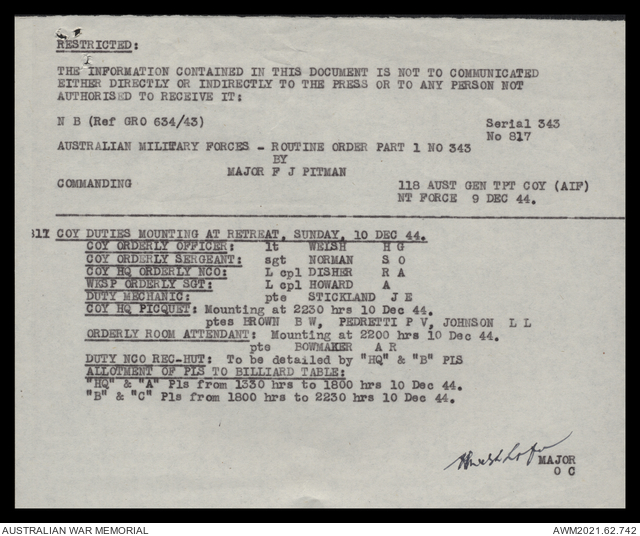 RESTRICTED:
THE INFORMATION CONTAINED IN THIS DOCUMENT IS NOT TO COMMUNICATED
EITHER DIRECTLY OR INDIRECTLY TO THE PRESS OR TO ANY PERSON NOT
AUTHORISED TO RECEIVE IT:
N B (Ref GRO 634/43) Serial 343
No 817
AUSTRALIAN MILITARY FORCES - ROUTINE ORDER PART 1 NO 343
BY
MAJOR F J PITMAN
COMMANDING 118 AUST GEN TPT COY (AIF)
NT FORCE 9 DEC 44.
817 COY DUTIES MOUNTING AT RETREAT, SUNDAY, 10 DEC 44.
COY ORDERLY OFFICER: lt WELSH H G
COY ORDERLY SERGEANT: sgt NORMAN S O
COY HQ ORDERLY NCO: L cpl DISHER R A
WKSP ORDERLY SGT: L cpl HOWARD A
DUTY MECHANIC: pte STICKLAND J E
COY HQ PICQUET: Mounting at 2230 hrs 10 Dec 44.
ptes BROWN B W, PEDRETTI P V, JOHNSON L L
ORDERLY ROOM ATTENDANT: Mounting at 2200 hrs 10 Dec 44.
pte BOWMAKER A R
DUTY NCO REC-HUT: To be detailed by "HQ" & "B" PLS
ALLOTMENT OF PLS TO BILLIARD TABLE:
"HQ" & "A" Pls from 1330 hrs to 1800 hrs 10 Dec 44.
"B" & "C" Pls from 1800 hrs to 2230 hrs 10 Dec 44.
MAJOR
O C
AUSTRALIAN WAR MEMORIAL AWM2021.62.742